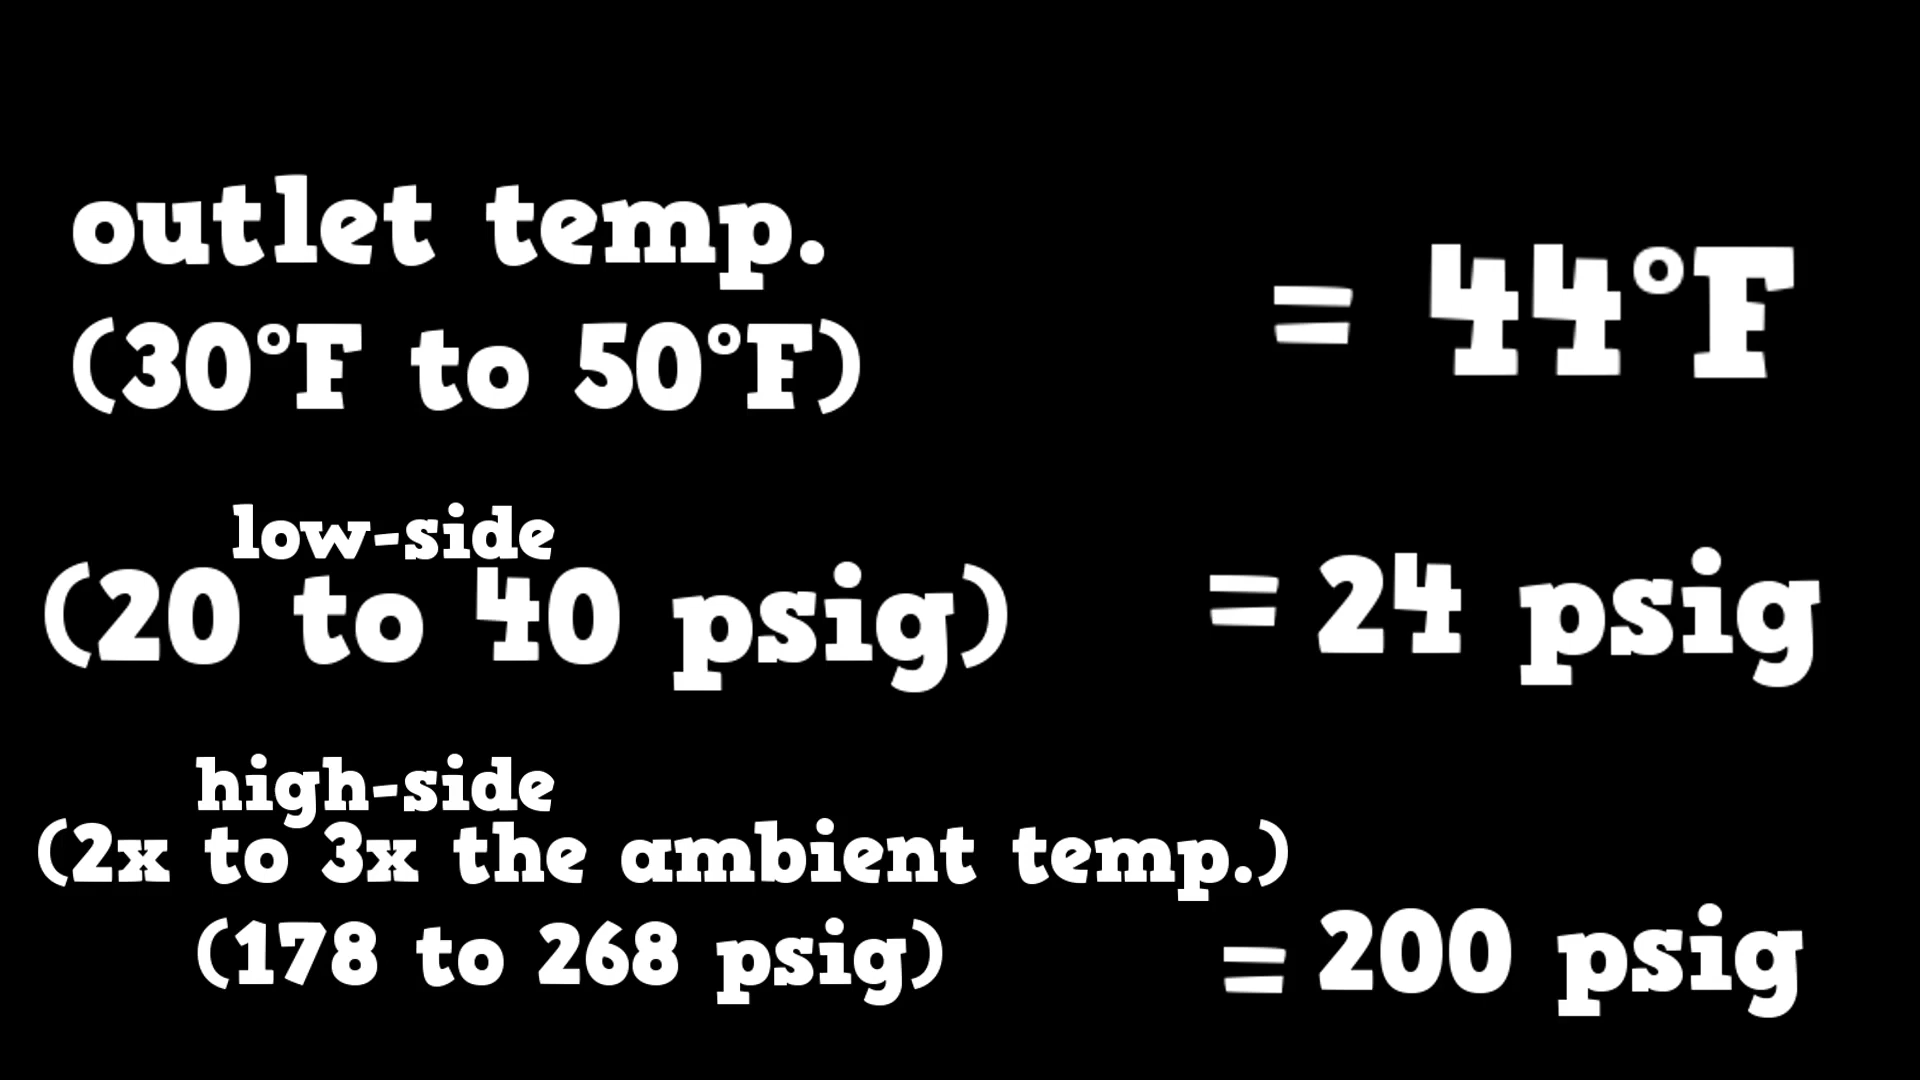 outlet temp.
(30°F to 50°F)
= 44°F
low-side
(20 to 40 psig)
= 24 psig
high-side
(2x to 3x the ambient temp.)
(178 to 268 psig)
= 200 psig